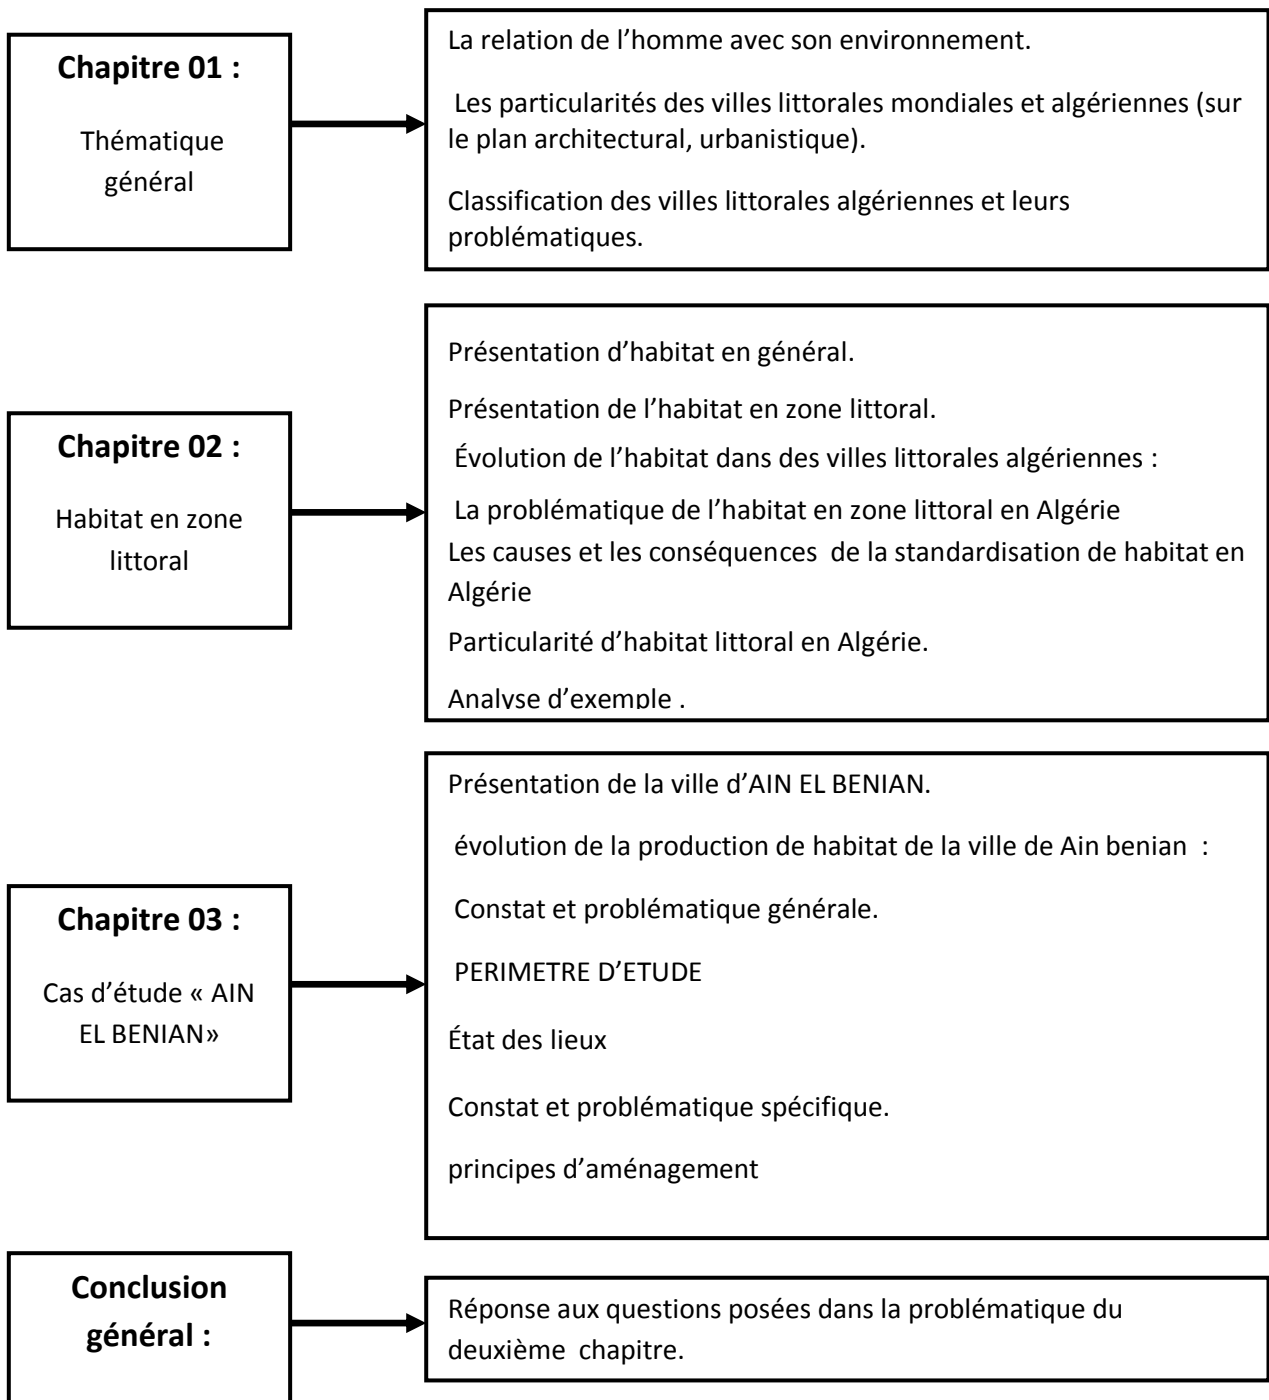 Chapitre 01 :
Thématique
général
La relation de l’homme avec son environnement.
Les particularités des villes littorales mondiales et algériennes (sur
le plan architectural, urbanistique).
Classification des villes littorales algériennes et leurs
problématiques.
Chapitre 02 :
Habitat en zone
littoral
Présentation d’habitat en général.
Présentation de l’habitat en zone littoral.
Évolution de l’habitat dans des villes littorales algériennes :
La problématique de l’habitat en zone littoral en Algérie
Les causes et les conséquences de la standardisation de habitat en
Algérie
Particularité d’habitat littoral en Algérie.
Analyse d’exemple .
Chapitre 03 :
Cas d’étude « AIN
EL BENIAN»
Présentation de la ville d’AIN EL BENIAN.
évolution de la production de habitat de la ville de Ain benian :
Constat et problématique générale.
PERIMETRE D’ETUDE
État des lieux
Constat et problématique spécifique.
principes d’aménagement
Conclusion
général :
Réponse aux questions posées dans la problématique du
deuxième chapitre.